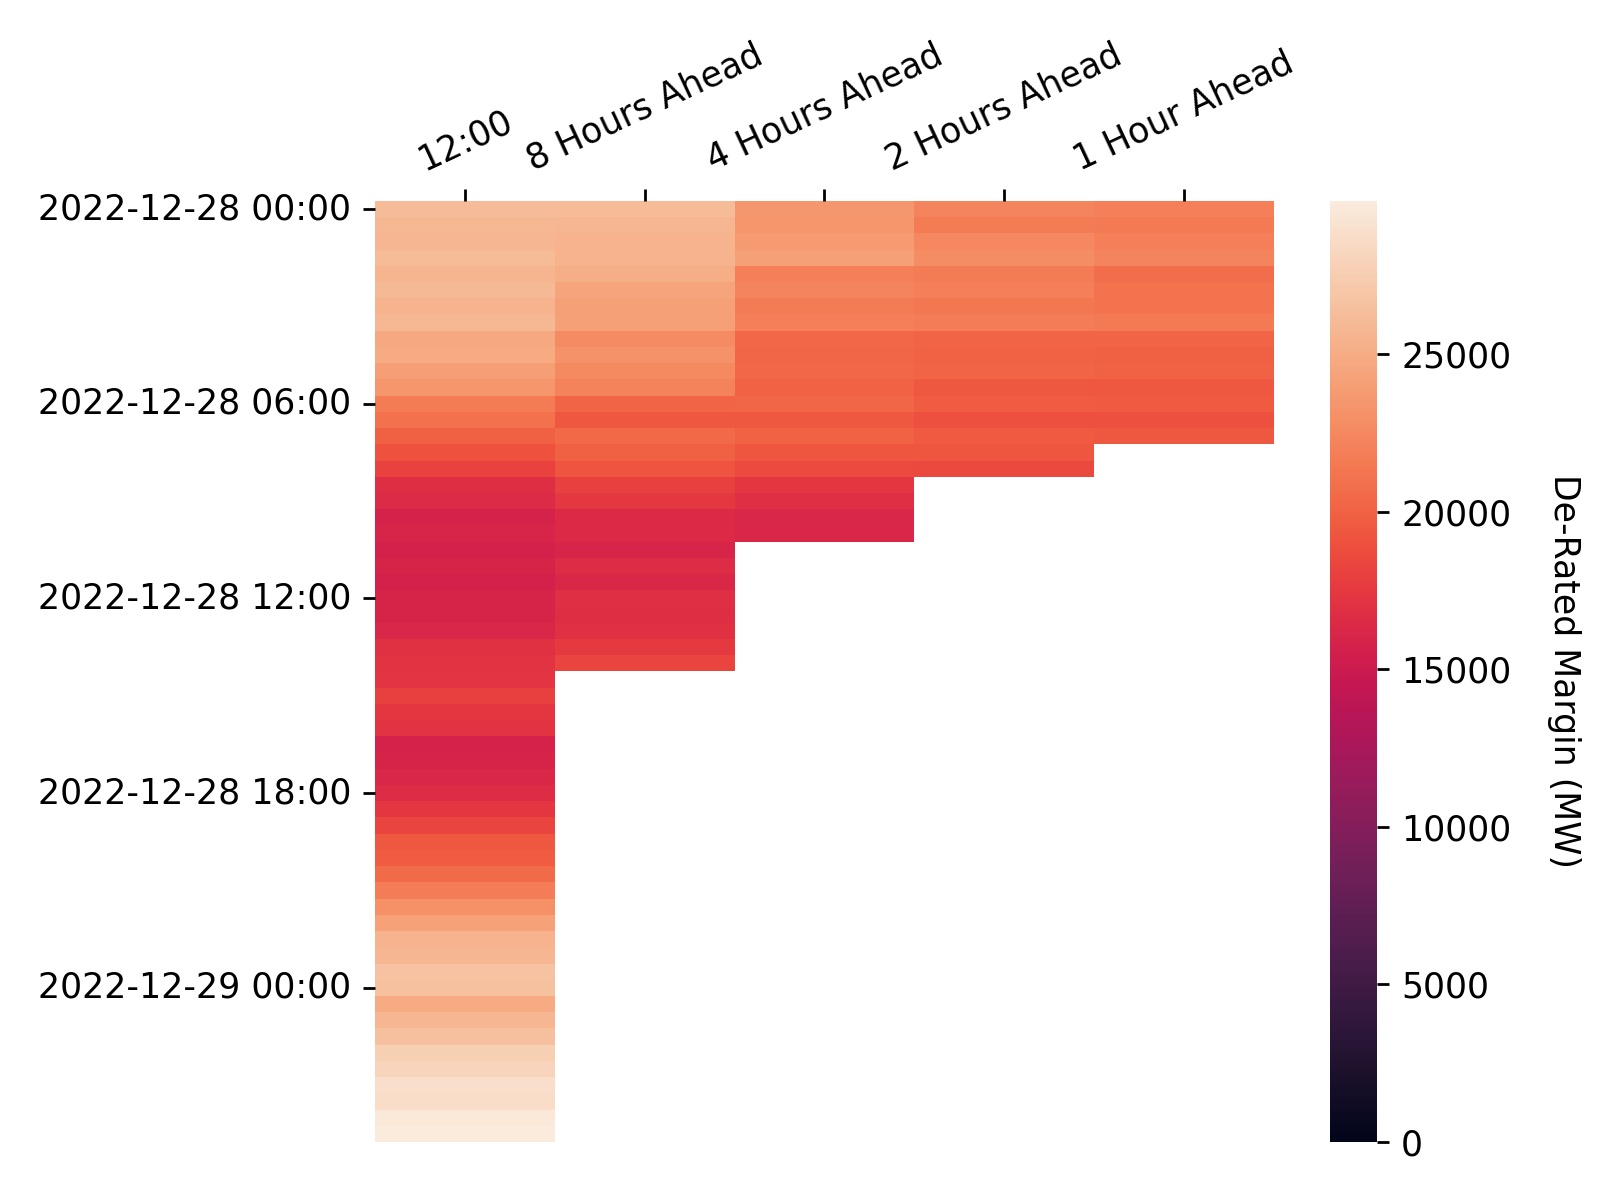 12:00
8 Hours Ahead
4 Hours Ahead
2 Hours Ahead
1 Hour Ahead
2022-12-28 00:00
2022-12-28 06:00
2022-12-28 12:00
2022-12-28 18:00
2022-12-29 00:00
25000
20000
15000
10000
5000
0
De-Rated Margin (MW)